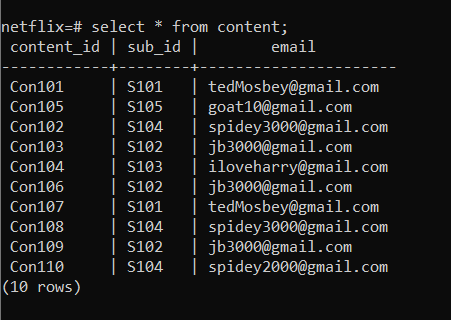 netflix=# select * from content;
content_id | sub_id | email
------------+--------+----------------------
Con101 | S101 | tedMosbey@gmail.com
Con105 | S105 | goat10@gmail.com
Con102 | S104 | spidey3000@gmail.com
Con103 | S102 | jb3000@gmail.com
Con104 | S103 | iloveharry@gmail.com
Con106 | S102 | jb3000@gmail.com
Con107 | S101 | tedMosbey@gmail.com
Con108 | S104 | spidey3000@gmail.com
Con109 | S102 | jb3000@gmail.com
Con110 | S104 | spidey2000@gmail.com
(10 rows)